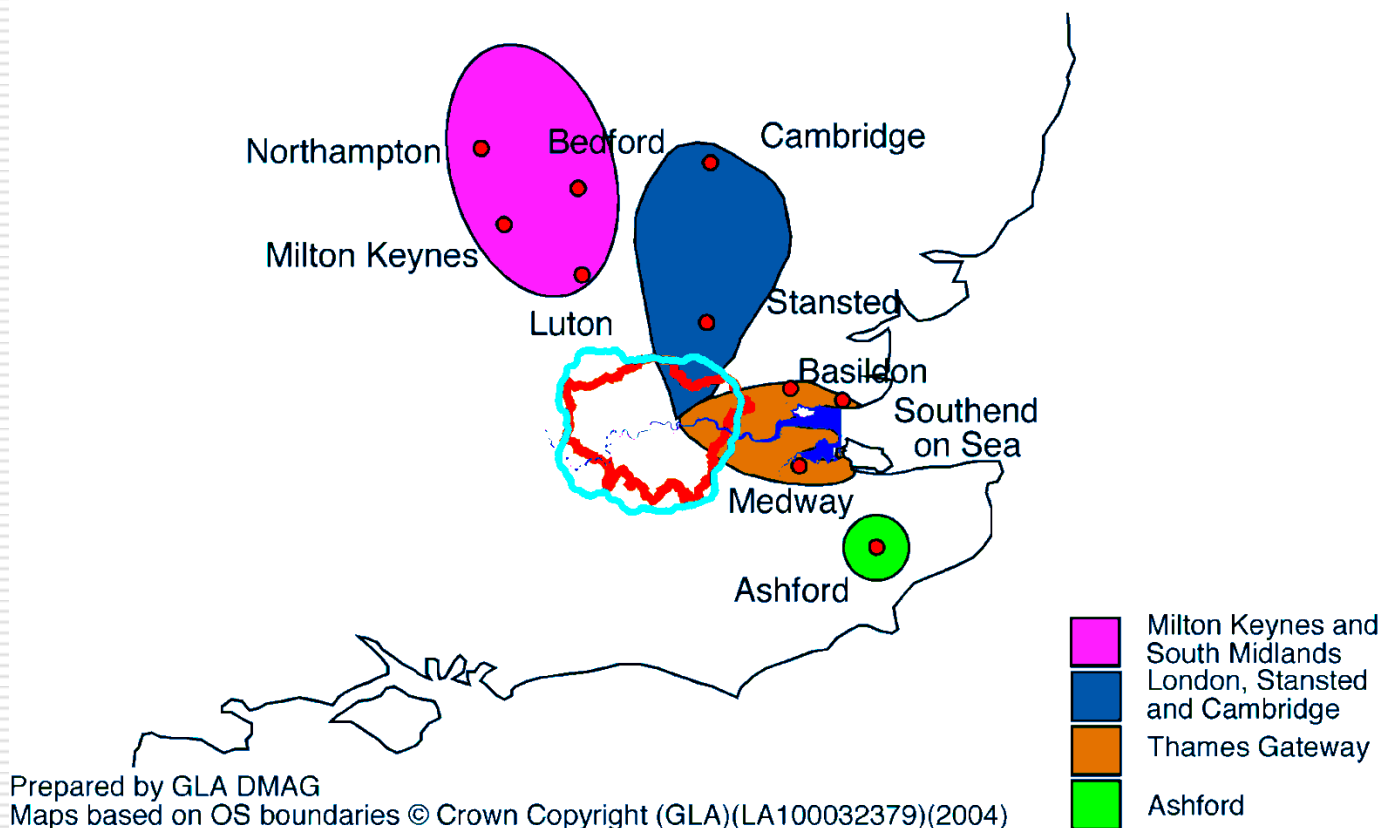 Northampton
Bedford
Cambridge
Milton Keynes
Luton
Stansted
Basildon
Southend
on Sea
Medway
Ashford
Milton Keynes and
South Midlands
London, Stansted
and Cambridge
Thames Gateway
Ashford
Prepared by GLA DMAG
Maps based on OS boundaries © Crown Copyright (GLA)(LA100032379)(2004)